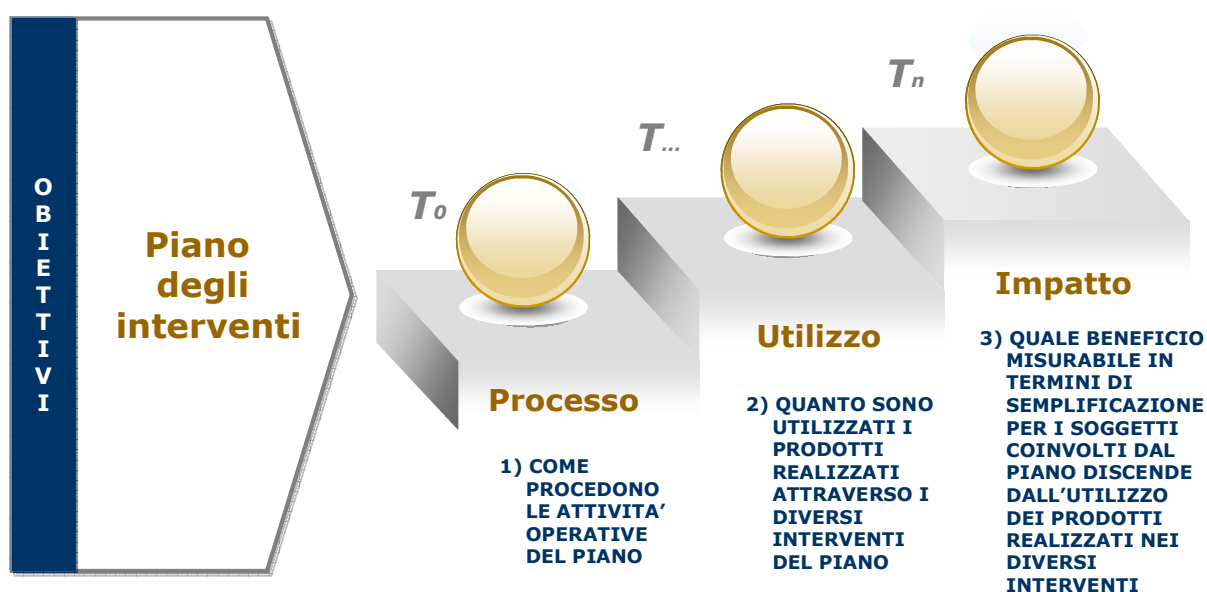 OBIETTIVI
Piano
degli
interventi
T0
Processo
1) COME
PROCEDONO
LE ATTIVITA’
OPERATIVE
DEL PIANO
T...
Utilizzo
2) QUANTO SONO
UTILIZZATI I
PRODOTTI
REALIZZATI
ATTRAVERSO I
DIVERSI
INTERVENTI
DEL PIANO
Tn
Impatto
3) QUALE BENEFICIO
MISURABILE IN
TERMINI DI
SEMPLIFICAZIONE
PER I SOGGETTI
COINVOLTI DAL
PIANO DISCENDE
DALL’UTILIZZO
DEI PRODOTTI
REALIZZATI NEI
DIVERSI
INTERVENTI